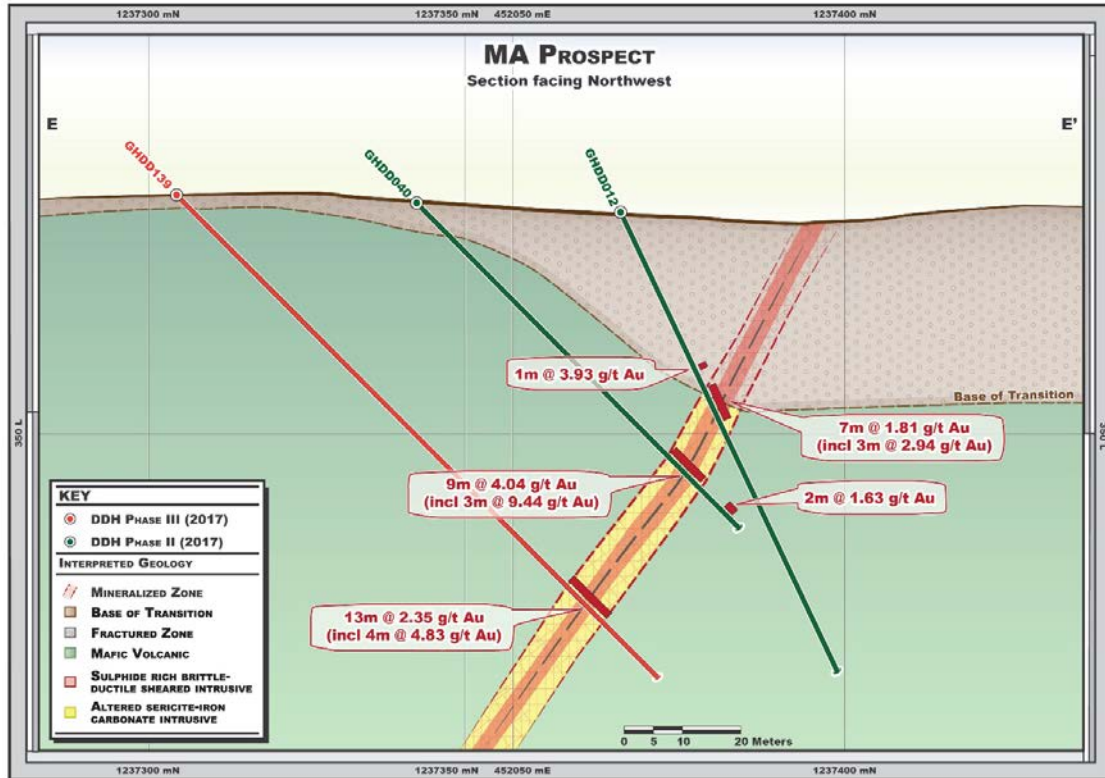 1237300 mN
1237350 mN
452050 mE
1237400 mN
MA Prospect
Section facing Northwest
E
E'
GHDD139
GHDD040
GHDD012
1m @ 3.93 g/t Au
Base of Transition
350 L
7m @ 1.81 g/t Au
(incl 3m @ 2.94 g/t Au)
9m @ 4.04 g/t Au
(incl 3m @ 9.44 g/t Au)
2m @ 1.63 g/t Au
13m @ 2.35 g/t Au
(incl 4m @ 4.83 g/t Au)
KEY
DDH Phase III (2017)
DDH Phase II (2017)
Interpreted Geology
Mineralized Zone
Base of Transition
Fractured Zone
Mafic Volcanic
Sulphide rich brittle-
ductile sheared intrusive
Altered sericite-iron
carbonate intrusive
0 5 10 20 Meters
1237300 mN
1237350 mN
452050 mE
1237400 mN